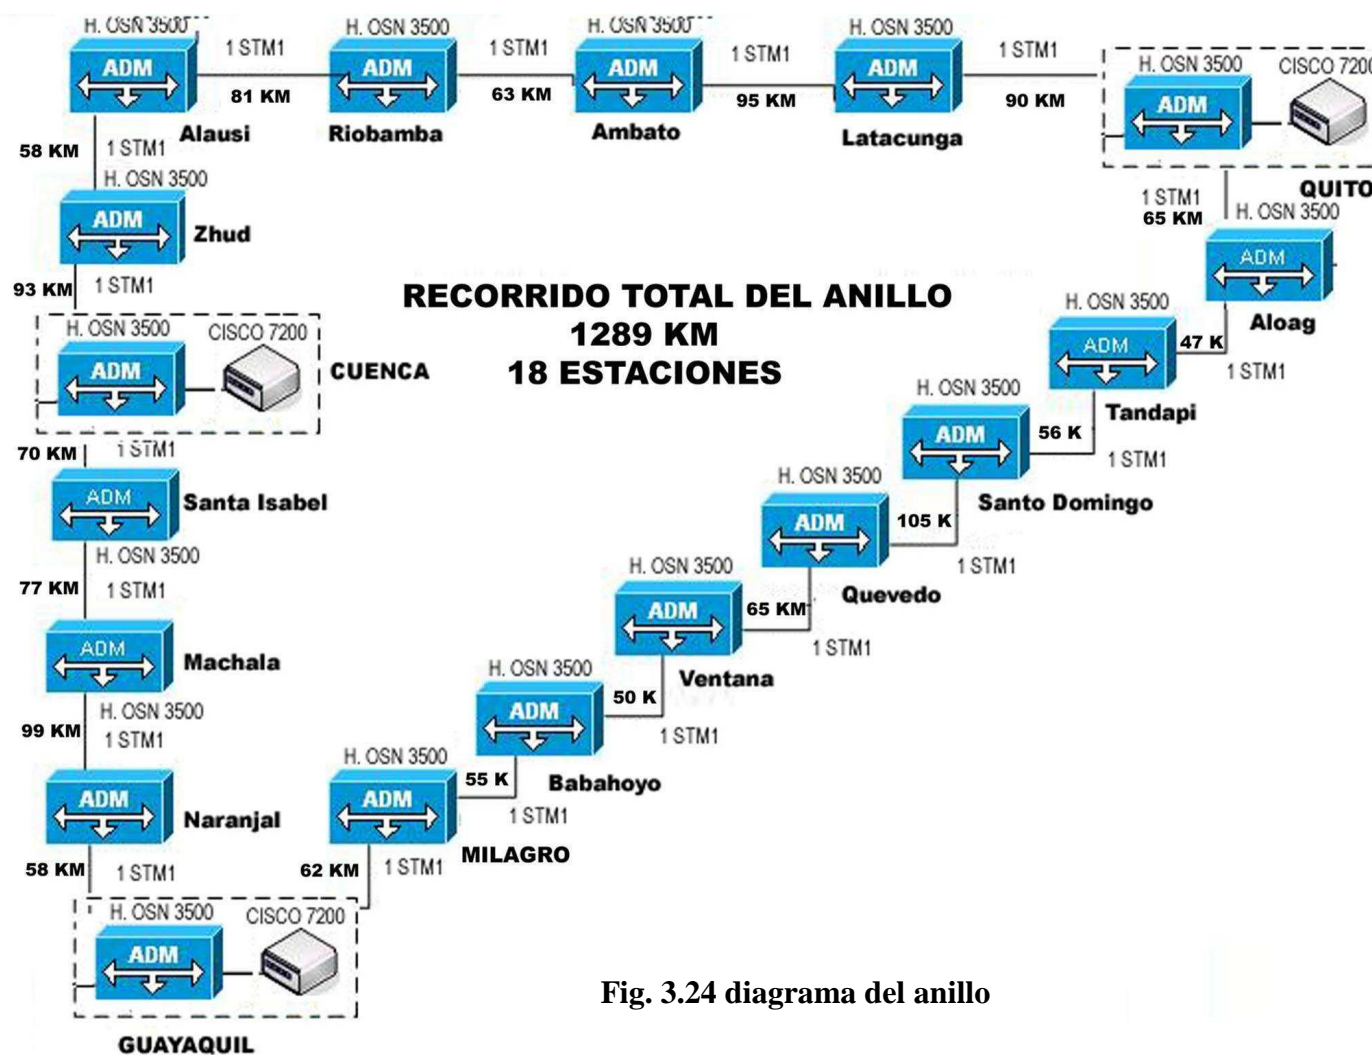 H. OSN 3500
ADM
Alausi
1 STM1
81 KM
H. OSN 3500
ADM
Riobamba
1 STM1
63 KM
H. OSN 3500
ADM
Ambato
1 STM1
95 KM
H. OSN 3500
ADM
Latacunga
1 STM1
90 KM
H. OSN 3500
CISCO 7200
ADM
QUITO
58 KM
1 STM1
H. OSN 3500
ADM
Zhud
93 KM
1 STM1
H. OSN 3500
CISCO 7200
ADM
CUENCA
70 KM
1 STM1
ADM
Santa Isabel
H. OSN 3500
77 KM
1 STM1
ADM
Machala
H. OSN 3500
99 KM
1 STM1
ADM
Naranjal
58 KM
1 STM1
H. OSN 3500
CISCO 7200
ADM
GUAYAQUIL
RECORRIDO TOTAL DEL ANILLO
1289 KM
18 ESTACIONES
1 STM1
65 KM
H. OSN 3500
ADM
Aloag
47 K
1 STM1
H. OSN 3500
ADM
Tandapi
56 K
1 STM1
H. OSN 3500
ADM
Santo Domingo
105 K
1 STM1
H. OSN 3500
ADM
Quevedo
65 KM
1 STM1
H. OSN 3500
ADM
Ventana
50 K
1 STM1
H. OSN 3500
ADM
Babahoyo
55 K
1 STM1
H. OSN 3500
ADM
MILAGRO
62 KM
1 STM1
Fig. 3.24 diagrama del anillo